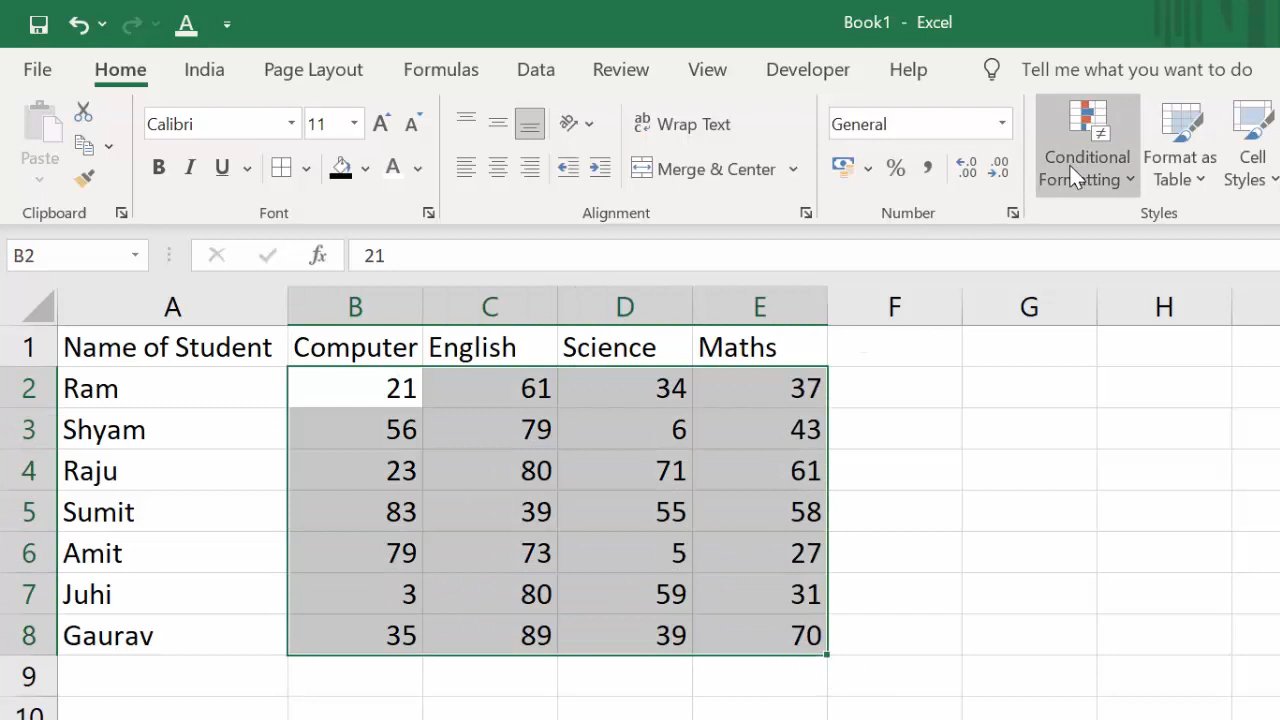 Book1 - Excel
File Home India Page Layout Formulas Data Review View Developer Help Tell me what you want to do
Paste
Calibri 11
Wrap Text
Merge & Center
General
Conditional Formatting
Format as Table
Cell Styles
Clipboard Font Alignment Number Styles
B2 fx 21
A B C D E F G H
1 Name of Student Computer English Science Maths
2 Ram 21 61 34 37
3 Shyam 56 79 6 43
4 Raju 23 80 71 61
5 Sumit 83 39 55 58
6 Amit 79 73 5 27
7 Juhi 3 80 59 31
8 Gaurav 35 89 39 70
9
10